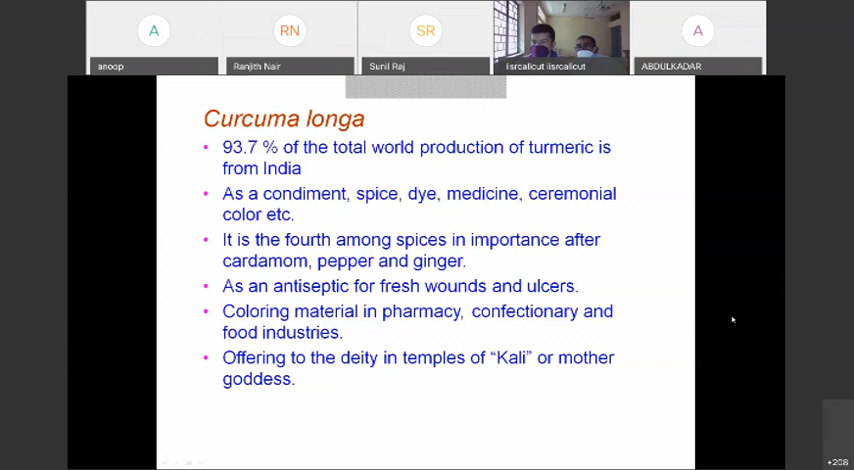 A
RN
SR
A
anoop
Ranjith Nair
Sunil Raj
iisrcalicut iisrcalicut
ABDULKADAR
Curcuma longa
• 93.7 % of the total world production of turmeric is
from India
• As a condiment, spice, dye, medicine, ceremonial
color etc.
• It is the fourth among spices in importance after
cardamom, pepper and ginger.
• As an antiseptic for fresh wounds and ulcers.
• Coloring material in pharmacy, confectionary and
food industries.
• Offering to the deity in temples of “Kali” or mother
goddess.
+208